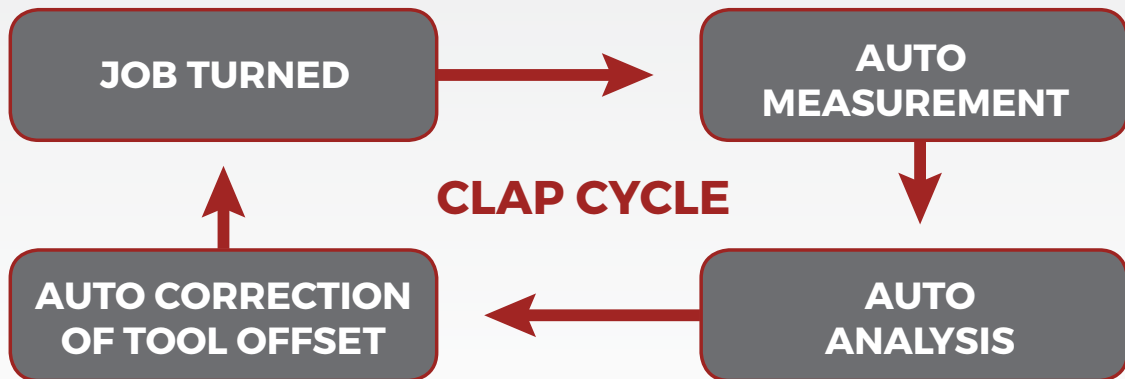 JOB TURNED
AUTO
MEASUREMENT
CLAP CYCLE
AUTO CORRECTION
OF TOOL OFFSET
AUTO
ANALYSIS